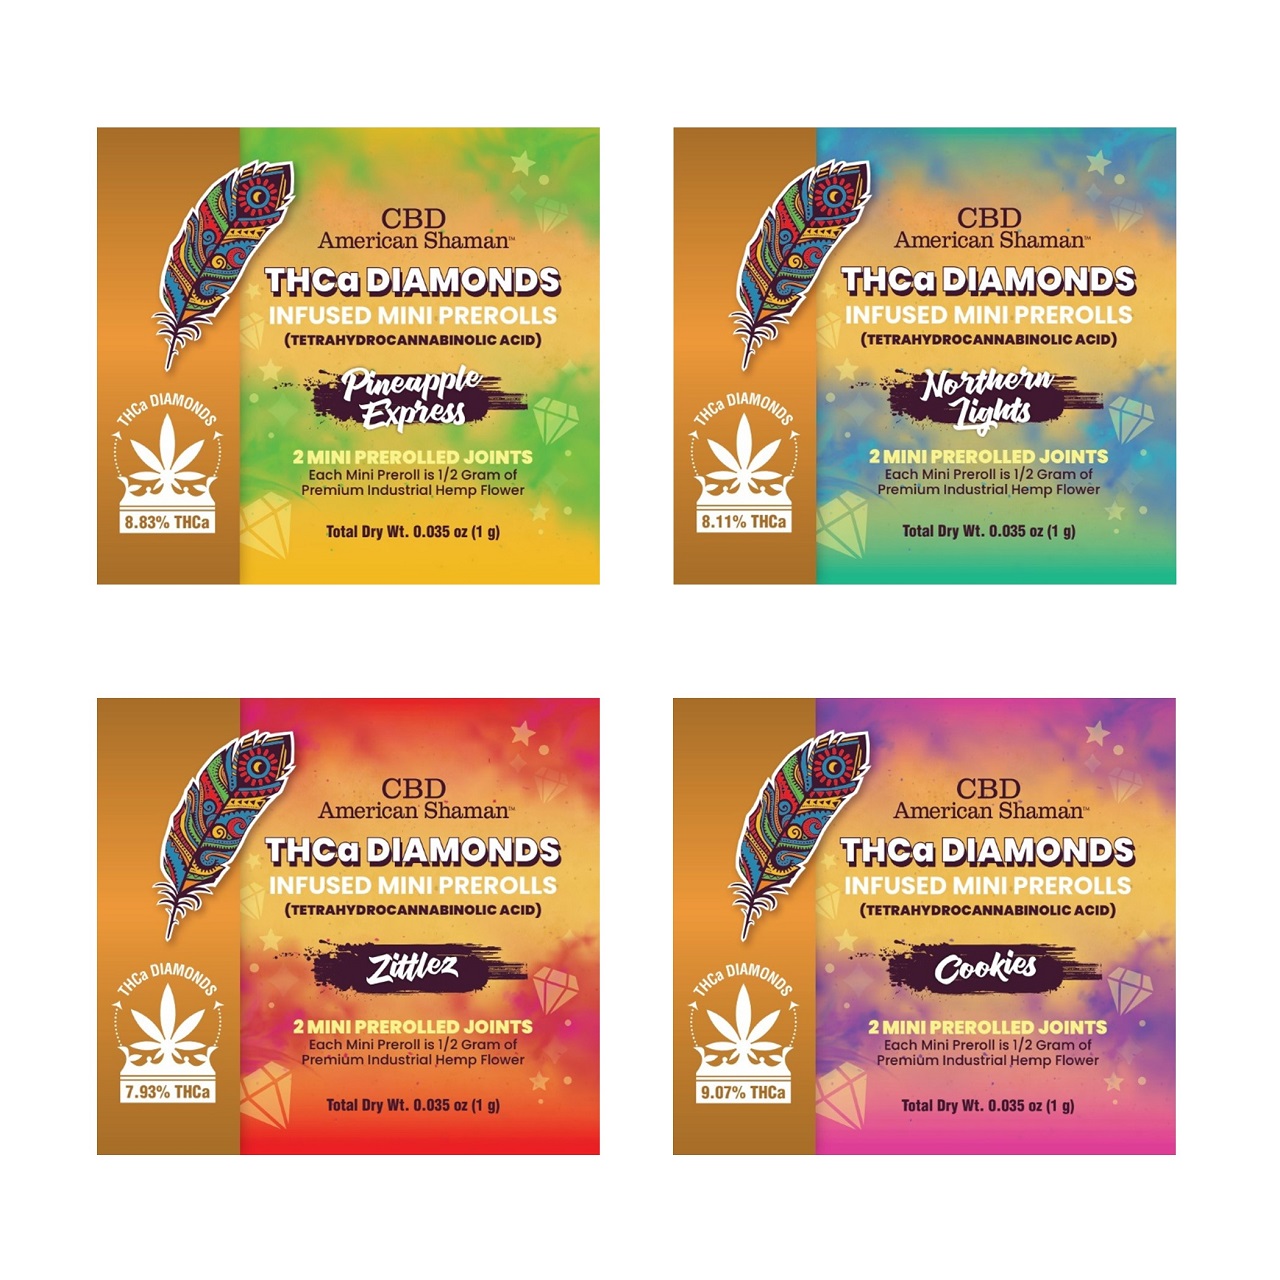 CBD
American Shaman™
THCa DIAMONDS
INFUSED MINI PREROLLS
(TETRAHYDROCANNABINOLIC ACID)
Pineapple
Express
2 MINI PREROLLED JOINTS
Each Mini Preroll is 1/2 Gram of
Premium Industrial Hemp Flower
Total Dry Wt. 0.035 oz (1 g)
THCa DIAMONDS
8.83% THCa
CBD
American Shaman™
THCa DIAMONDS
INFUSED MINI PREROLLS
(TETRAHYDROCANNABINOLIC ACID)
Northern
Lights
2 MINI PREROLLED JOINTS
Each Mini Preroll is 1/2 Gram of
Premium Industrial Hemp Flower
Total Dry Wt. 0.035 oz (1 g)
THCa DIAMONDS
8.11% THCa
CBD
American Shaman™
THCa DIAMONDS
INFUSED MINI PREROLLS
(TETRAHYDROCANNABINOLIC ACID)
Zittlez
2 MINI PREROLLED JOINTS
Each Mini Preroll is 1/2 Gram of
Premium Industrial Hemp Flower
Total Dry Wt. 0.035 oz (1 g)
THCa DIAMONDS
7.93% THCa
CBD
American Shaman™
THCa DIAMONDS
INFUSED MINI PREROLLS
(TETRAHYDROCANNABINOLIC ACID)
Cookies
2 MINI PREROLLED JOINTS
Each Mini Preroll is 1/2 Gram of
Premium Industrial Hemp Flower
Total Dry Wt. 0.035 oz (1 g)
THCa DIAMONDS
9.07% THCa